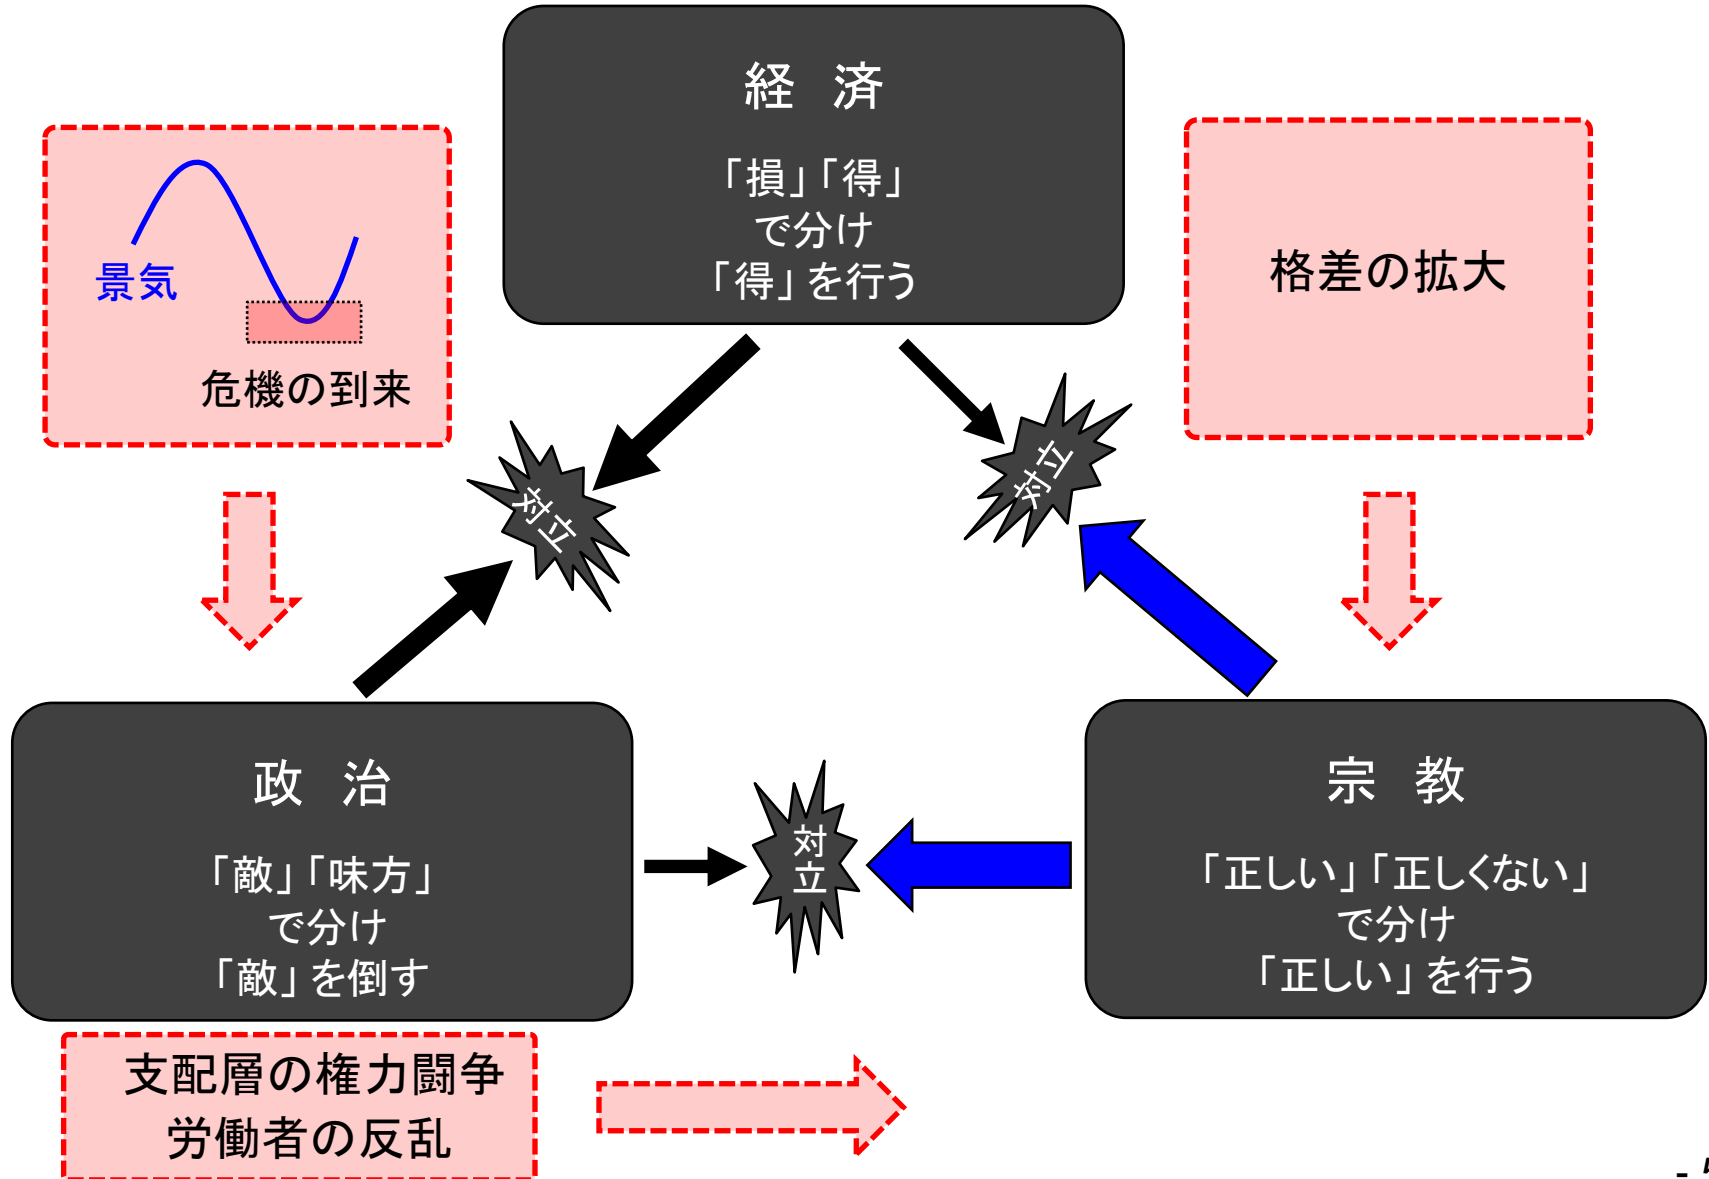 経 済
「損」「得」
で分け
「得」を行う
景気
危機の到来
格差の拡大
対立
対立
政 治
「敵」「味方」
で分け
「敵」を倒す
対立
宗 教
「正しい」「正しくない」
で分け
「正しい」を行う
支配層の権力闘争
労働者の反乱